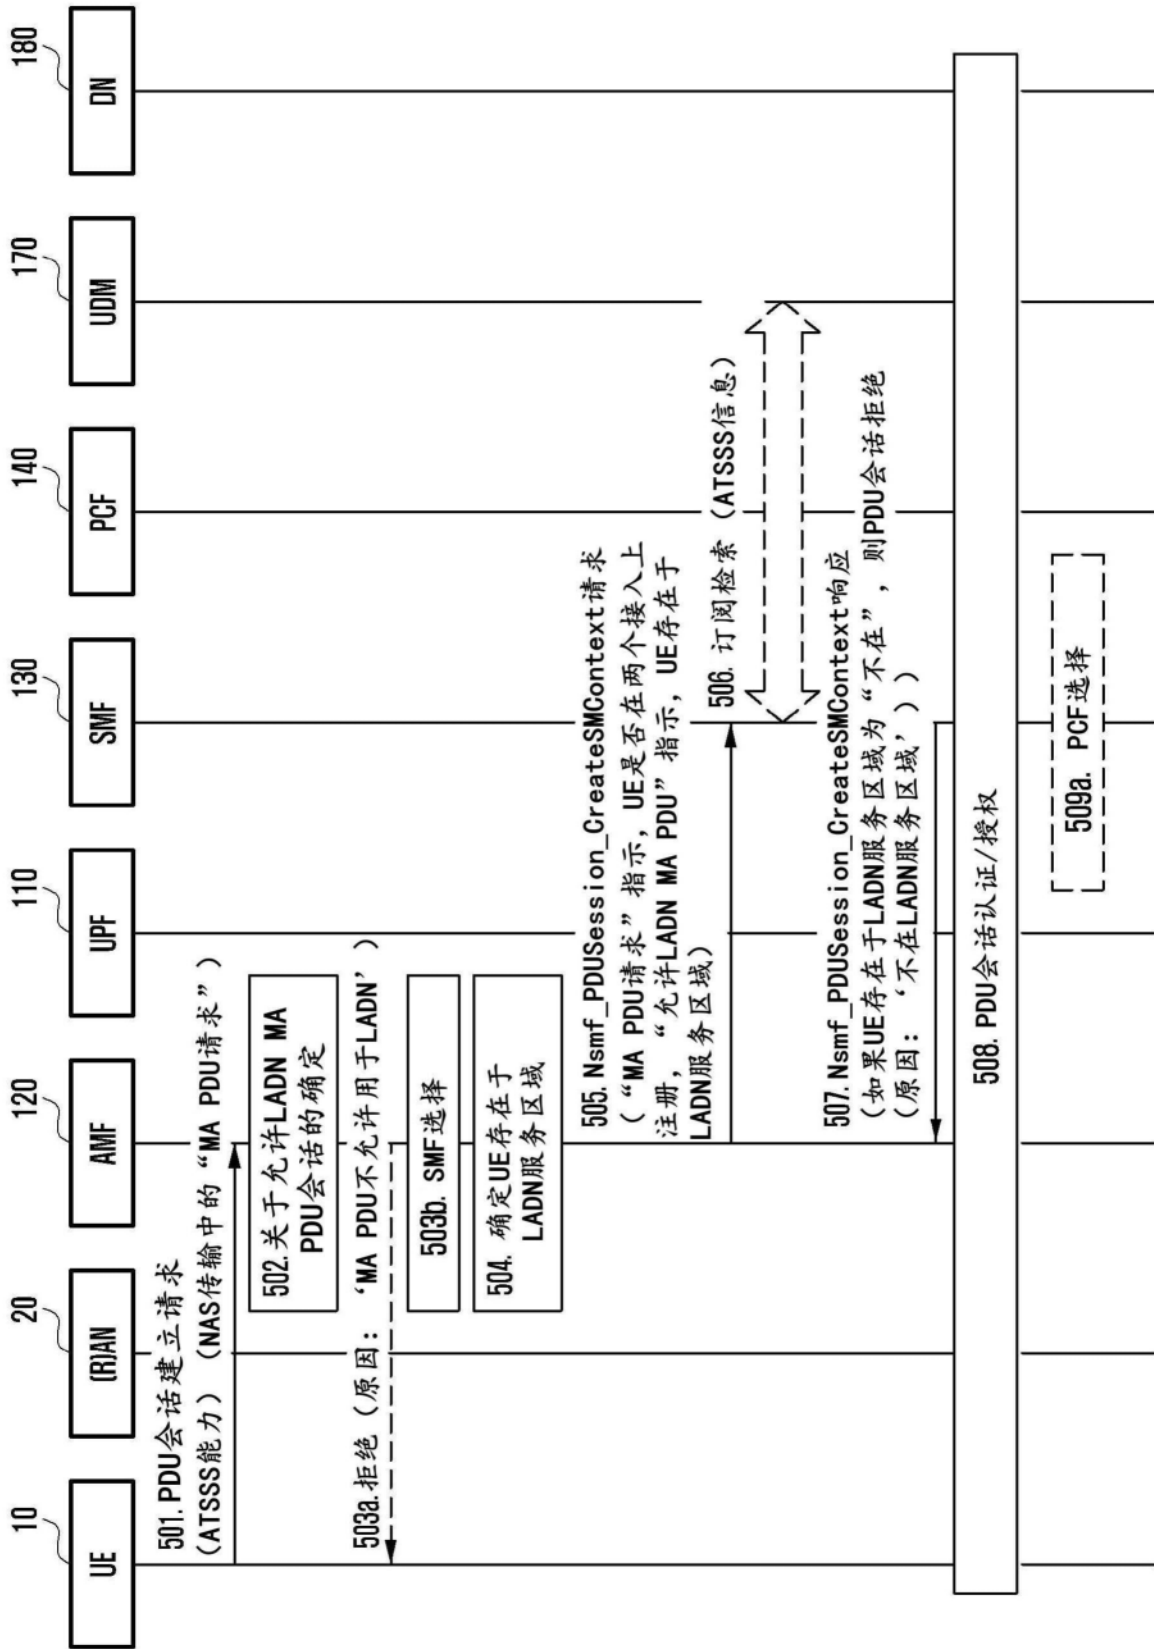 10
20
120
110
130
140
170
180
UE
(R)AN
AMF
UPF
SMF
PCF
UDM
DN
501.PDU会话建立请求
(ATSSS能力) (NAS传输中的“MA PDU请求”)
502.关于允许LADN MA
PDU会话的确定
503a.拒绝(原因: ‘MA PDU不允许用于LADN’)
503b. SMF选择
504. 确定UE存在于
LADN服务区域
505.Nsmf_PDUSession_CreateSMContext请求
(“MA PDU请求”指示, UE是否在两个接入上
注册, “允许LADN MA PDU”指示, UE存在于
LADN服务区域)
506. 订阅检索 (ATSSS信息)
507.Nsmf_PDUSession_CreateSMContext响应
(如果UE存在于LADN服务区域为“不在”, 则PDU会话拒绝
(原因: ‘不在LADN服务区域’))
508.PDU会话认证/授权
509a. PCF选择